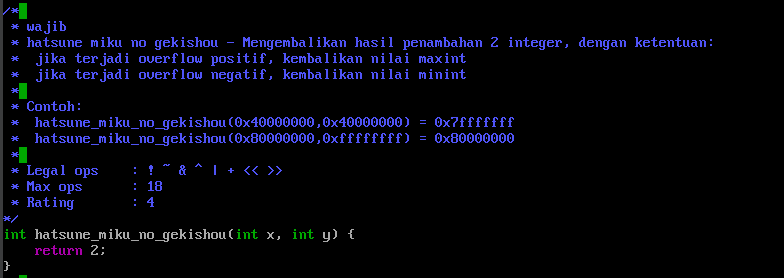 /*
* wajib
* hatsune miku no gekishou - Mengembalikan hasil penambahan 2 integer, dengan ketentuan:
*  jika terjadi overflow positif, kembalikan nilai maxint
*  jika terjadi overflow negatif, kembalikan nilai minint
*
* Contoh:
*  hatsune_miku_no_gekishou(0x40000000,0x40000000) = 0x7fffffff
*  hatsune_miku_no_gekishou(0x80000000,0xffffffff) = 0x80000000
*
* Legal ops    : ! ~ & ^ | + << >>
* Max ops      : 18
* Rating       : 4
*/
int hatsune_miku_no_gekishou(int x, int y) {
    return 2;
}